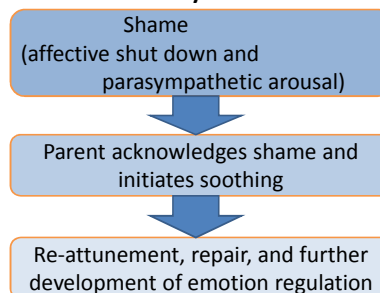 Shame
(affective shut down and
parasympathetic arousal)
Parent acknowledges shame and
initiates soothing
Re-attunement, repair, and further
development of emotion regulation